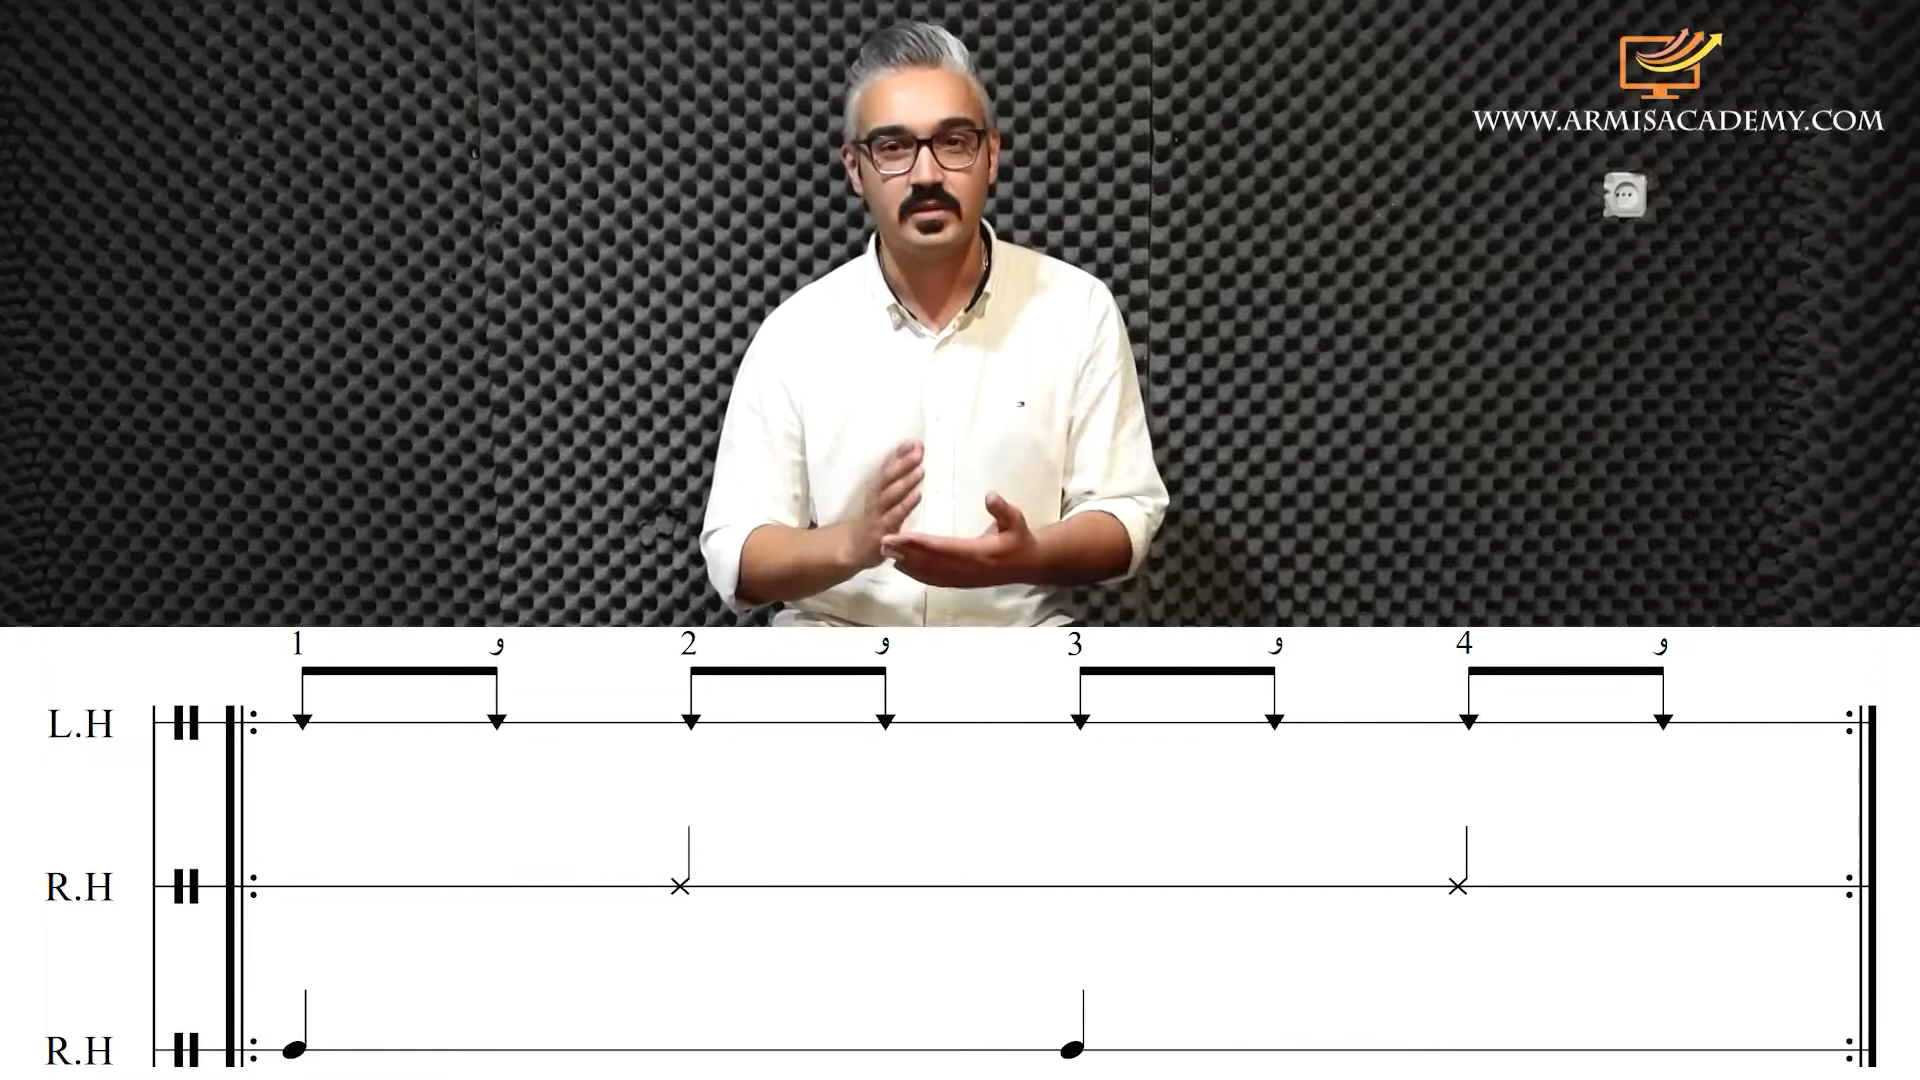 WWW.ARMISACADEMY.COM
1 و 2 و 3 و 4 و
L.H
R.H
R.H